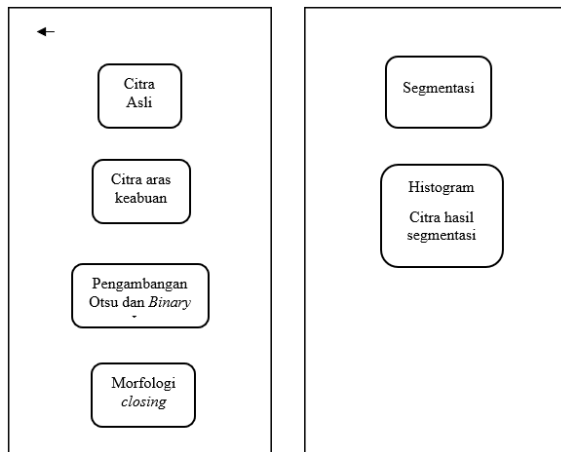 Citra
Asli
Citra aras
keabuan
Pengambangan
Otsu dan Binary
Morfologi
closing
Segmentasi
Histogram
Citra hasil
segmentasi